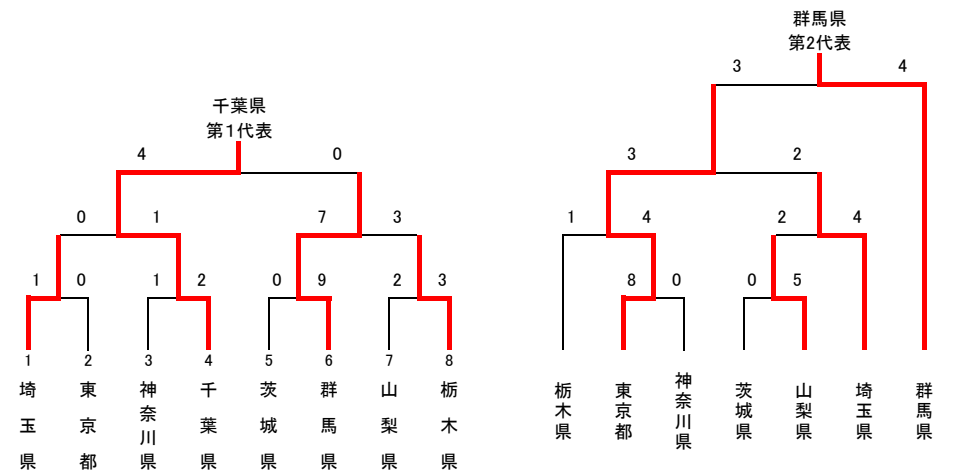 千葉県
第１代表
4 0
0 1 7 3
1 0 1 2 0 9 2 3
1 2 3 4 5 6 7 8
埼玉県 東京都 神奈川県 千葉県 茨城県 群馬県 山梨県 栃木県
群馬県
第2代表
3 4
3 2
1 4 2 4
8 0 0 5
栃木県 東京都 神奈川県 茨城県 山梨県 埼玉県 群馬県